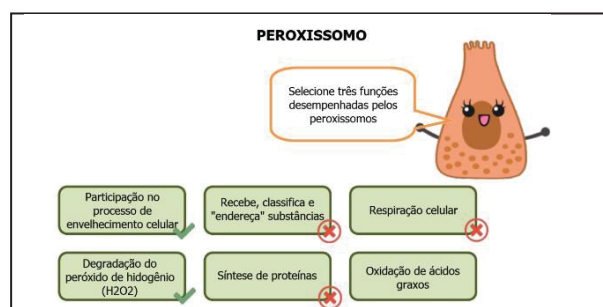 PEROXISSOMO
Selecione três funções
desempenhadas pelos
peroxissomos
Participação no
processo de
envelhecimento celular
Recebe, classifica e
"endereça" substâncias
Respiração celular
Degradação do
peróxido de hidogênio
(H2O2)
Síntese de proteínas
Oxidação de ácidos
graxos